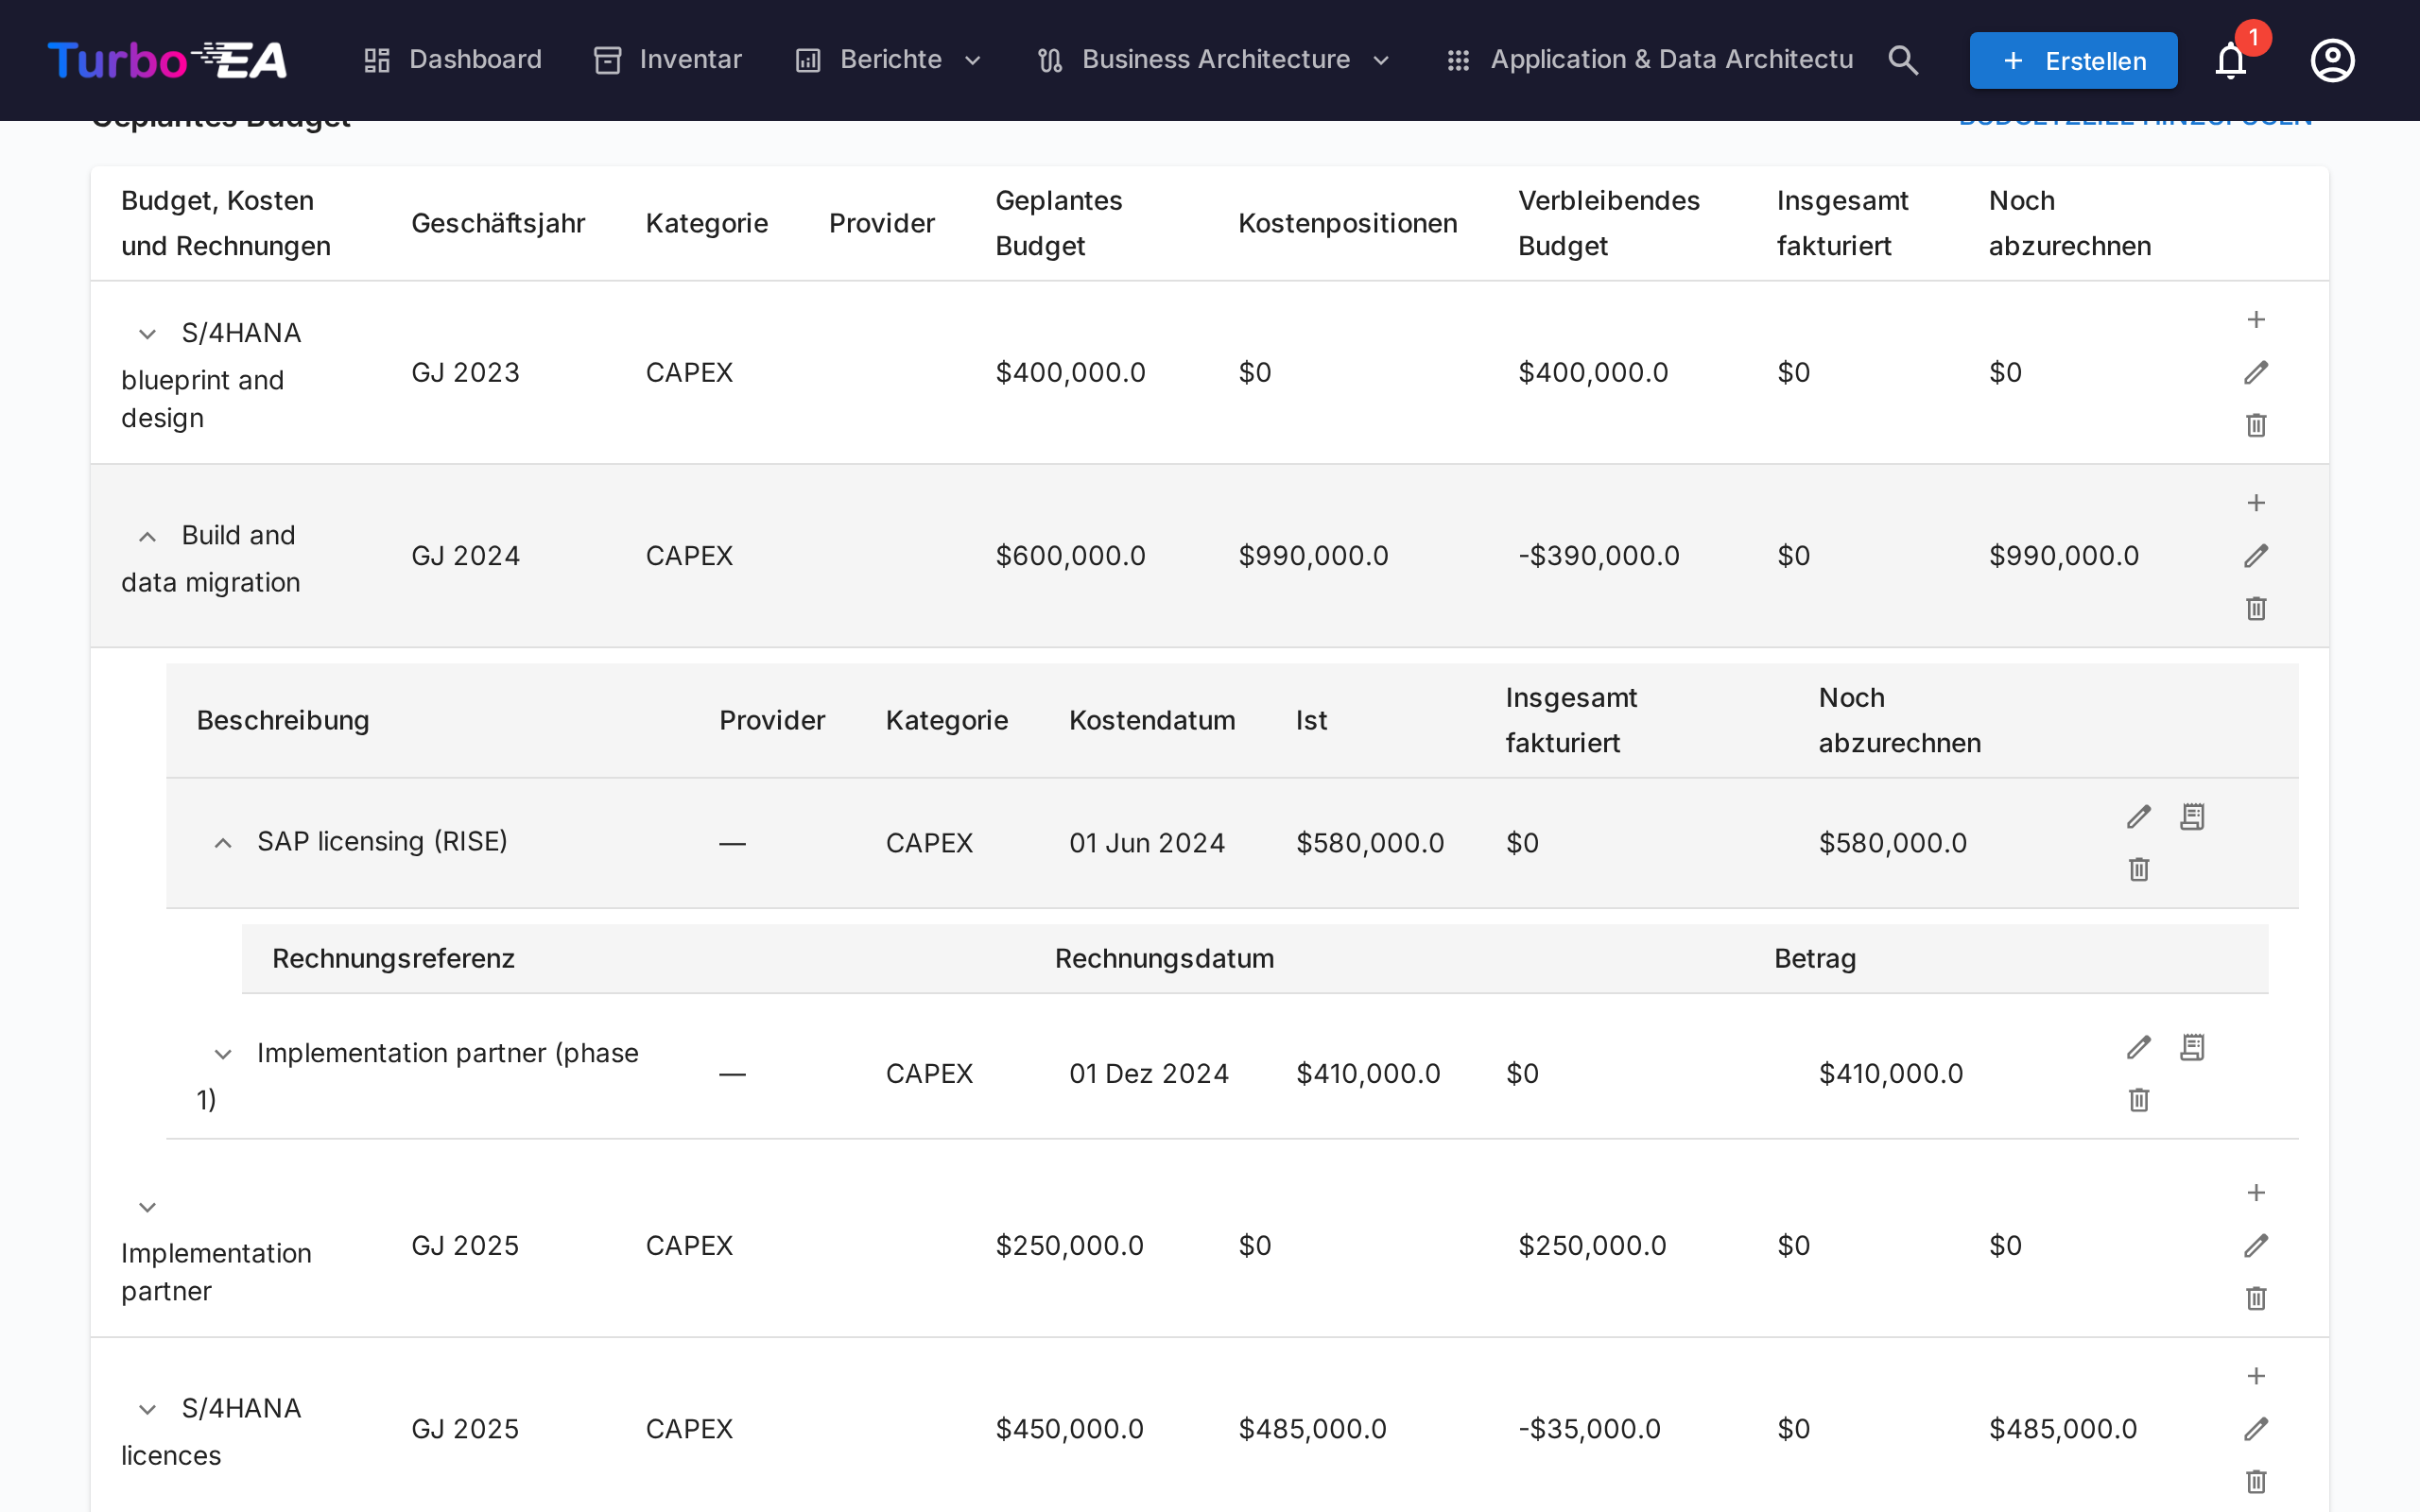 Turbo EA
Dashboard
Inventar
Berichte
Business Architecture
Application & Data Architectu
Erstellen
1
Geplantes Budget
BUDGETZEILE HINZUFÜGEN
Budget, Kosten
und Rechnungen
Geschäftsjahr
Kategorie
Provider
Geplantes
Budget
Kostenpositionen
Verbleibendes
Budget
Insgesamt
fakturiert
Noch
abzurechnen
S/4HANA
blueprint and
design
GJ 2023
CAPEX
$400,000.0
$0
$400,000.0
$0
$0
Build and
data migration
GJ 2024
CAPEX
$600,000.0
$990,000.0
-$390,000.0
$0
$990,000.0
Beschreibung
Provider
Kategorie
Kostendatum
Ist
Insgesamt
fakturiert
Noch
abzurechnen
SAP licensing (RISE)
—
CAPEX
01 Jun 2024
$580,000.0
$0
$580,000.0
Rechnungsreferenz
Rechnungsdatum
Betrag
Implementation partner (phase
1)
—
CAPEX
01 Dez 2024
$410,000.0
$0
$410,000.0
Implementation
partner
GJ 2025
CAPEX
$250,000.0
$0
$250,000.0
$0
$0
S/4HANA
licences
GJ 2025
CAPEX
$450,000.0
$485,000.0
-$35,000.0
$0
$485,000.0